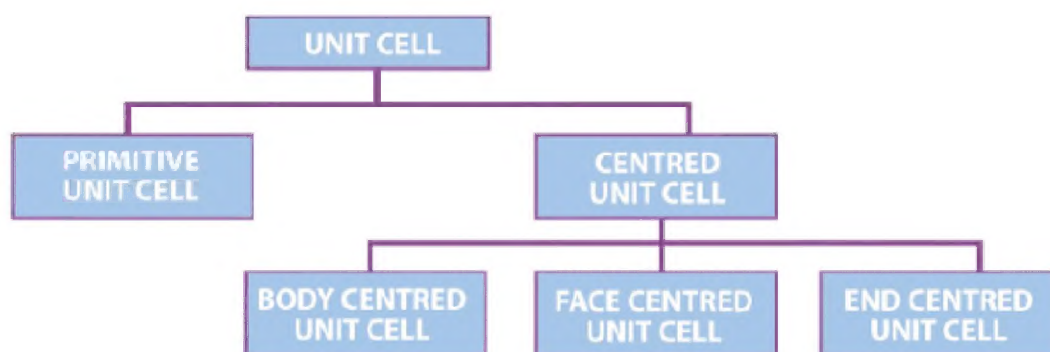 UNIT CELL
PRIMITIVE
UNIT CELL
CENTRED
UNIT CELL
BODY CENTRED
UNIT CELL
FACE CENTRED
UNIT CELL
END CENTRED
UNIT CELL